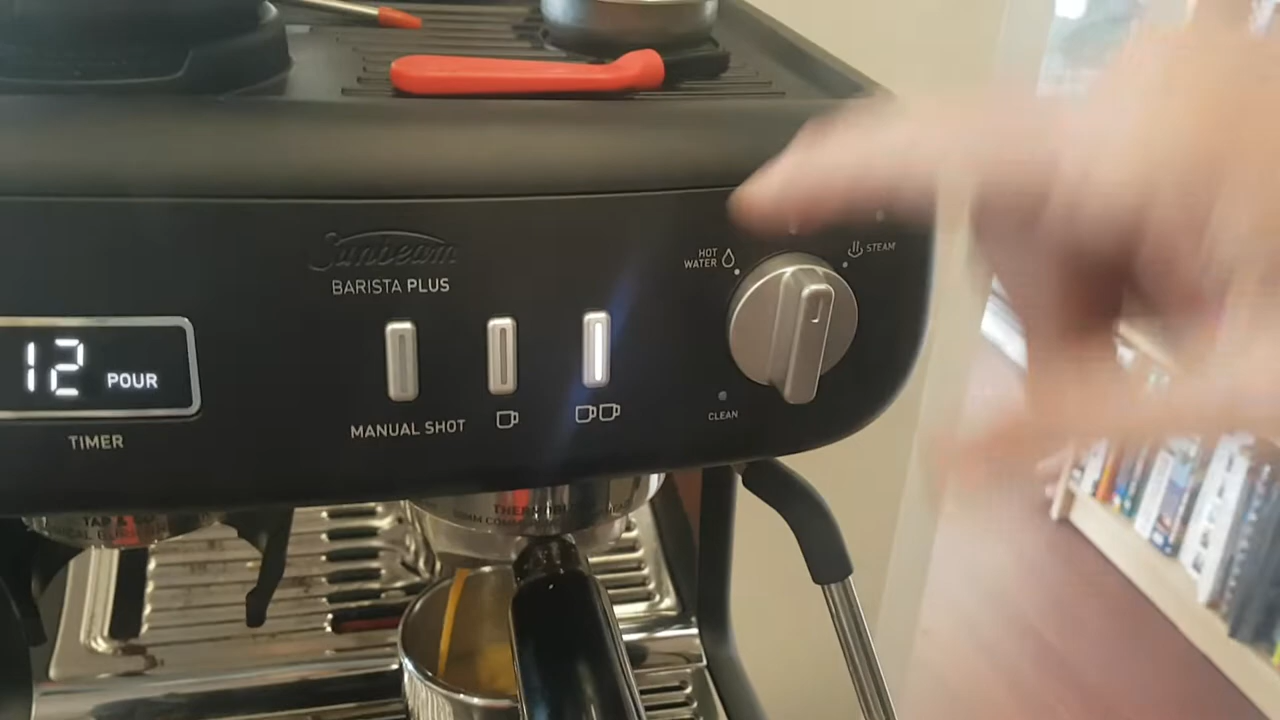 Sunbeam
BARISTA PLUS
12 POUR
TIMER
MANUAL SHOT
HOT
WATER
STEAM
CLEAN